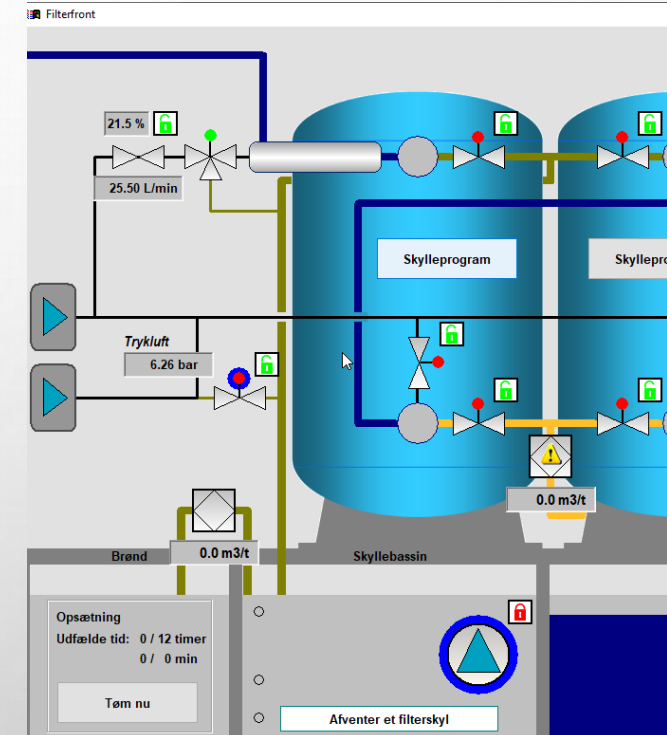 Filterfront
21.5 %
25.50 L/min
Skylleprogram
Trykluft
6.26 bar
0.0 m3/t
Brønd
0.0 m3/t
Skyllebassin
Opsætning
Udfælde tid: 0 / 12 timer
0 / 0 min
Tøm nu
Afventer et filterskyl